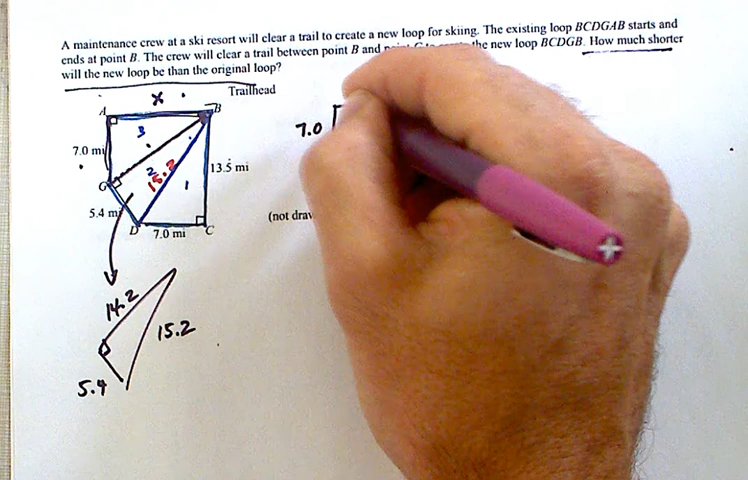 A maintenance crew at a ski resort will clear a trail to create a new loop for skiing. The existing loop BCDGAB starts and
ends at point B. The crew will clear a trail between point B and the new loop BCDGB. How much shorter
will the new loop be than the original loop?
Trailhead
x
A
B
3
7.0
7.0 mi
2
15.2
1
13.5 mi
G
5.4 m
D
7.0 mi
C
(not draw
14.2
15.2
5.4